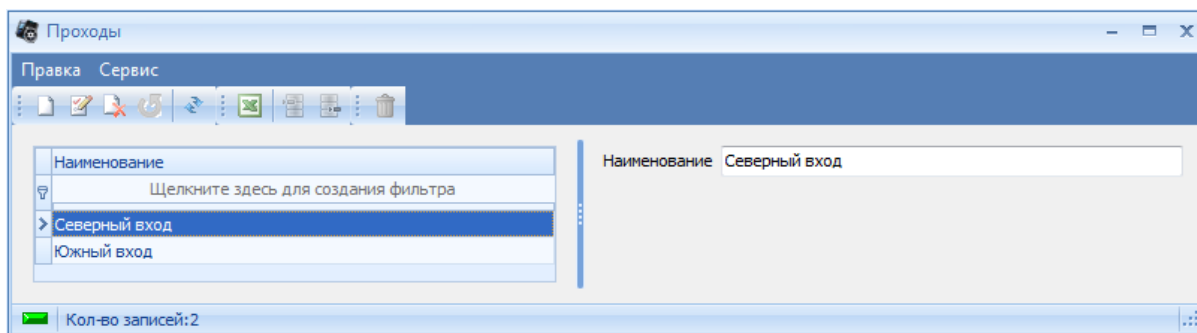 Проходы
Правка Сервис
Наименование
Щелкните здесь для создания фильтра
Северный вход
Южный вход
Наименование Северный вход
Кол-во записей:2